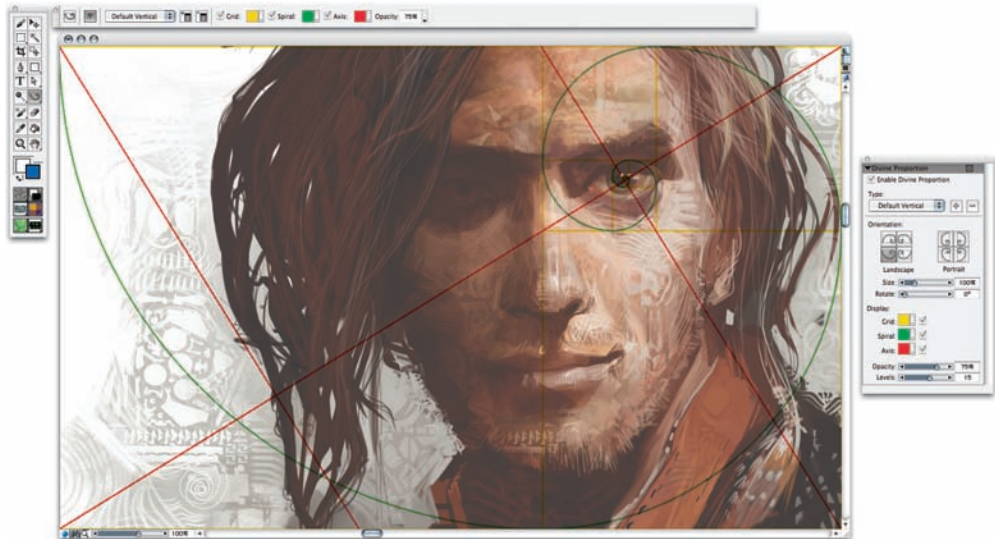 Default Vertical Grid: Spiral: Axis: Opacity 75%
T
100%
Divine Proportion
Enable Divine Proportion
Type:
Default Vertical
Orientation:
Landscape Portrait
Size: 100%
Rotate: 0°
Display:
Grid:
Spiral:
Axis:
Opacity: 75%
Levels: 15